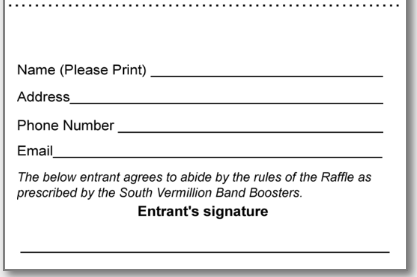 Name (Please Print)
Address
Phone Number
Email
The below entrant agrees to abide by the rules of the Raffle as
prescribed by the South Vermillion Band Boosters.
Entrant's signature